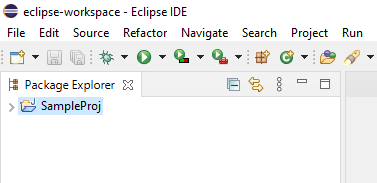 eclipse-workspace - Eclipse IDE
File Edit Source Refactor Navigate Search Project Run
Package Explorer
SampleProj